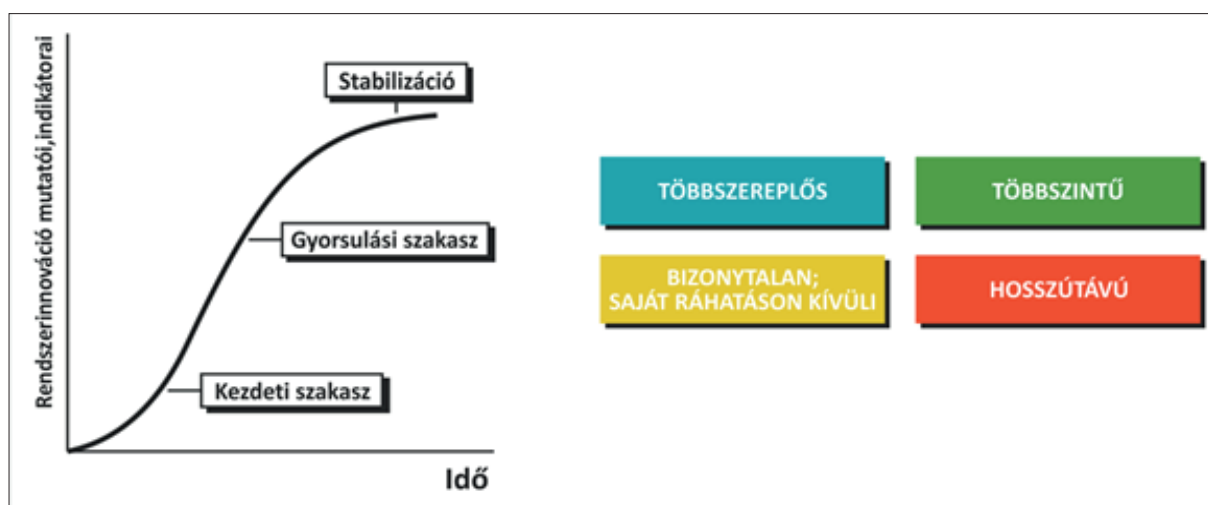 Rendszerinnováció mutatói,indikátorai
Stabilizáció
Gyorsulási szakasz
Kezdeti szakasz
Idő
TÖBBSZEREPLŐS
TÖBBSZINTŰ
BIZONYTALAN;
SAJÁT RÁHATÁSON KÍVÜLI
HOSSZÚTÁVÚ